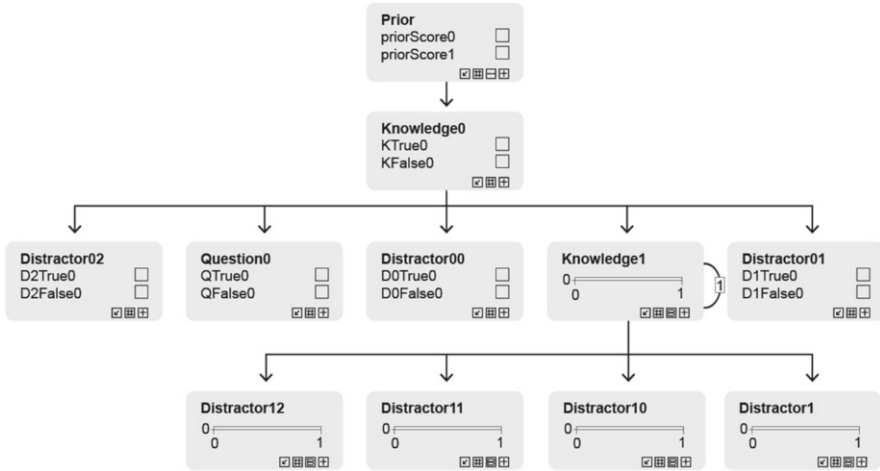 Prior
priorScore0
priorScore1
Knowledge0
KTrue0
KFalse0
Distractor02
D2True0
D2False0
Question0
QTrue0
QFalse0
Distractor00
D0True0
D0False0
Knowledge1
0
0 1
1
Distractor01
D1True0
D1False0
Distractor12
0
0 1
Distractor11
0
0 1
Distractor10
0
0 1
Distractor1
0
0 1